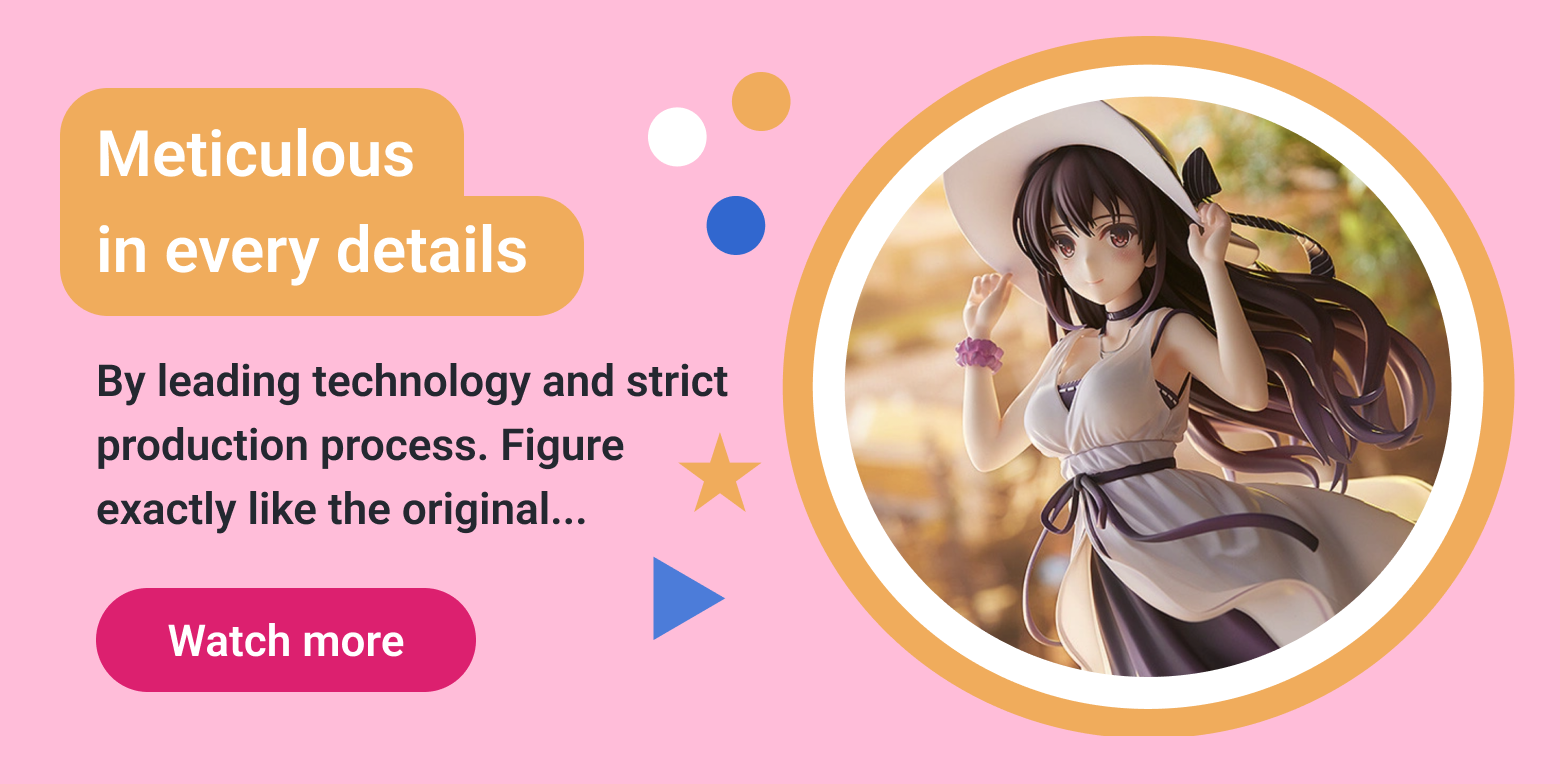 Meticulous
in every details
By leading technology and strict
production process. Figure
exactly like the original...
Watch more